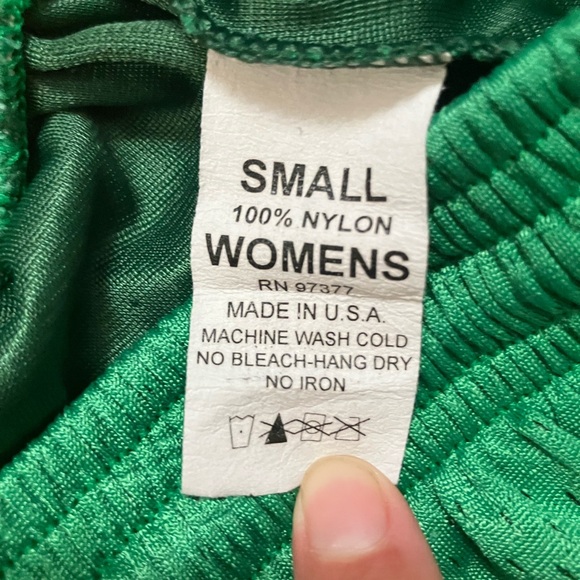 SMALL
100% NYLON
WOMENS
RN 97377
MADE IN U.S.A.
MACHINE WASH COLD
NO BLEACH-HANG DRY
NO IRON